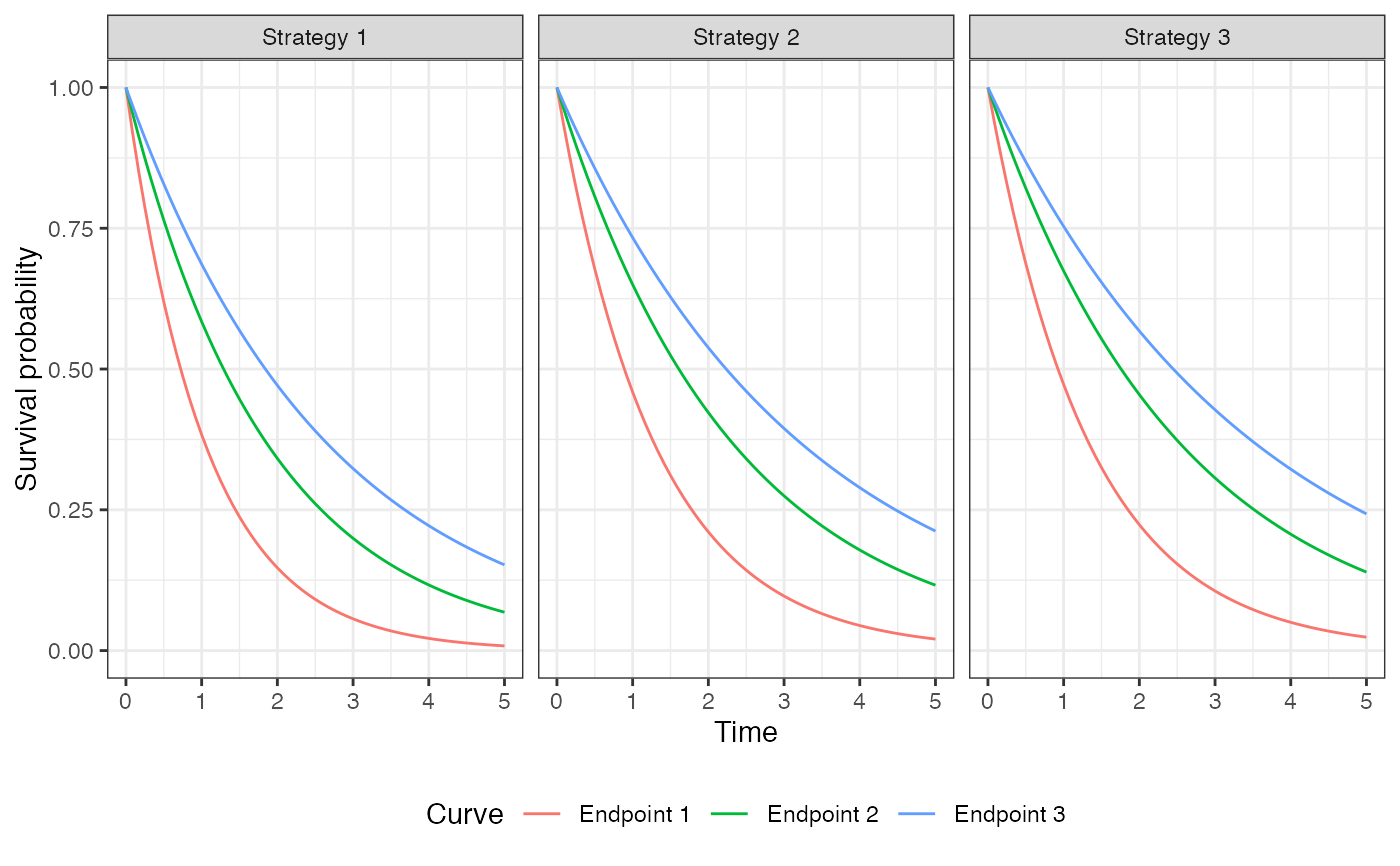 Strategy 1 Strategy 2 Strategy 3
Survival probability
1.00
0.75
0.50
0.25
0.00
0 1 2 3 4 5 0 1 2 3 4 5 0 1 2 3 4 5
Time
Curve Endpoint 1 Endpoint 2 Endpoint 3